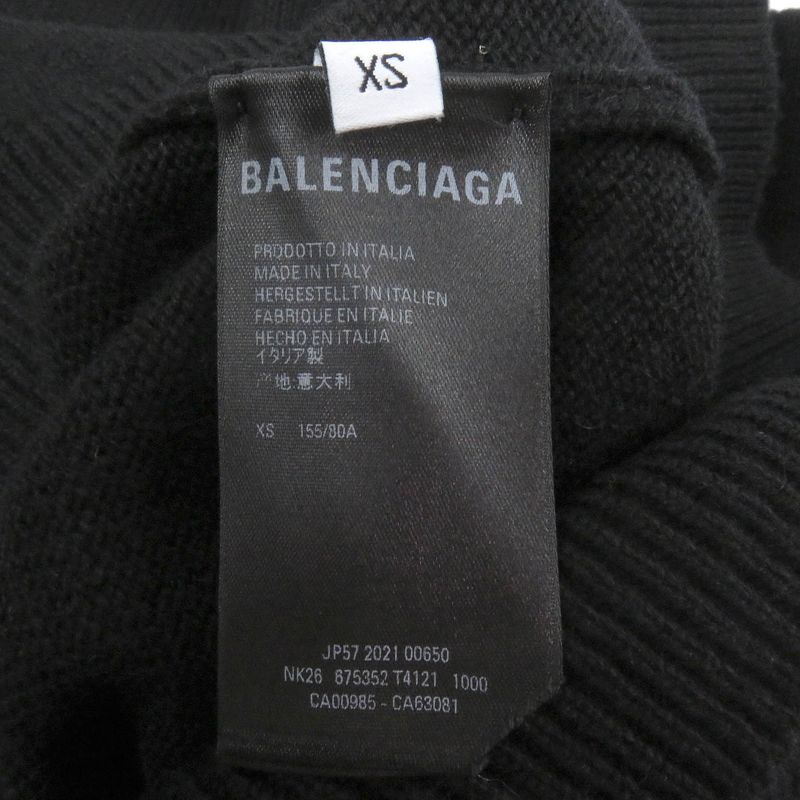 XS
BALENCIAGA
PRODOTTO IN ITALIA
MADE IN ITALY
HERGESTELLT IN ITALIEN
FABRIQUE EN ITALIE
HECHO EN ITALIA
イタリア製
地:意大利
XS 155/80A
JP57 2021 00650
NK26 675352 T4121 1000
CA00985 - CA63081